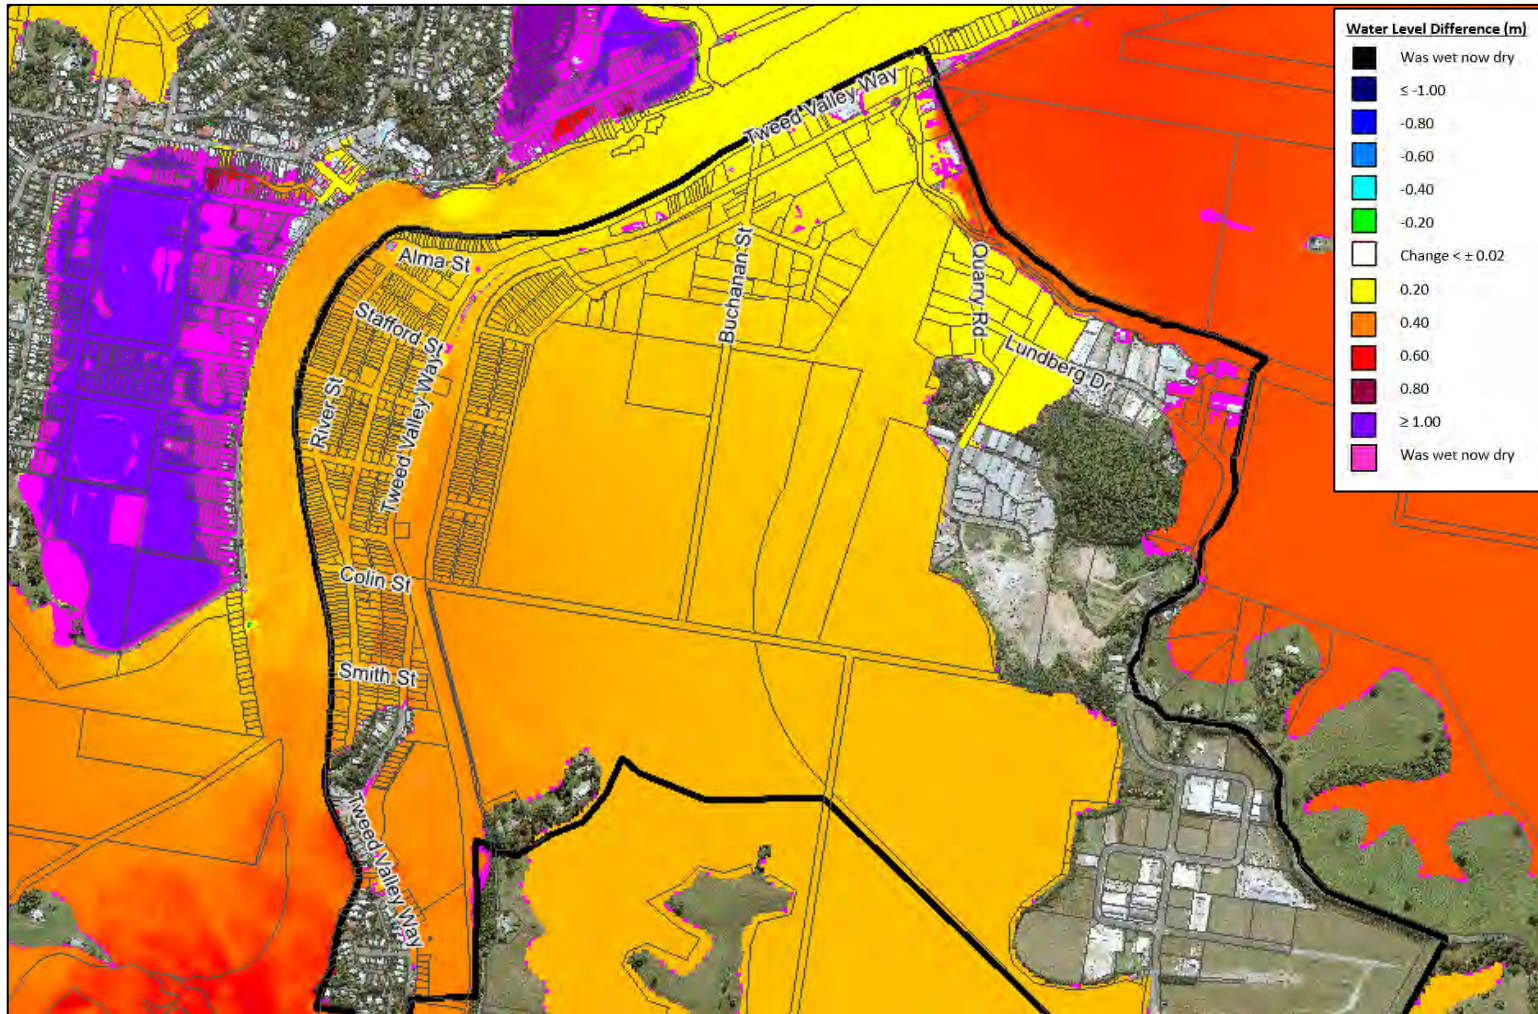 Water Level Difference (m)
Was wet now dry
≤ -1.00
-0.80
-0.60
-0.40
-0.20
Change < ± 0.02
0.20
0.40
0.60
0.80
≥ 1.00
Was wet now dry
Tweed Valley Way
Alma St
Stafford St
Buchanan St
Quarry Rd
Lundberg Dr
River St
Tweed Valley Way
Colin St
Smith St
Tweed Valley Way